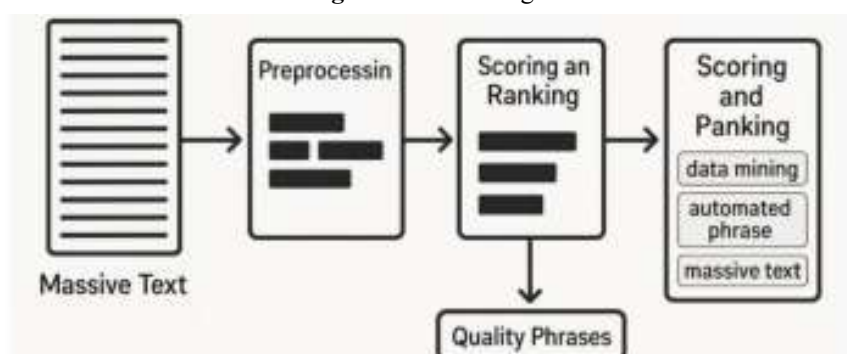 Preprocessin
Scoring an
Ranking
Scoring
and
Panking
data mining
automated
phrase
massive text
Massive Text
Quality Phrases